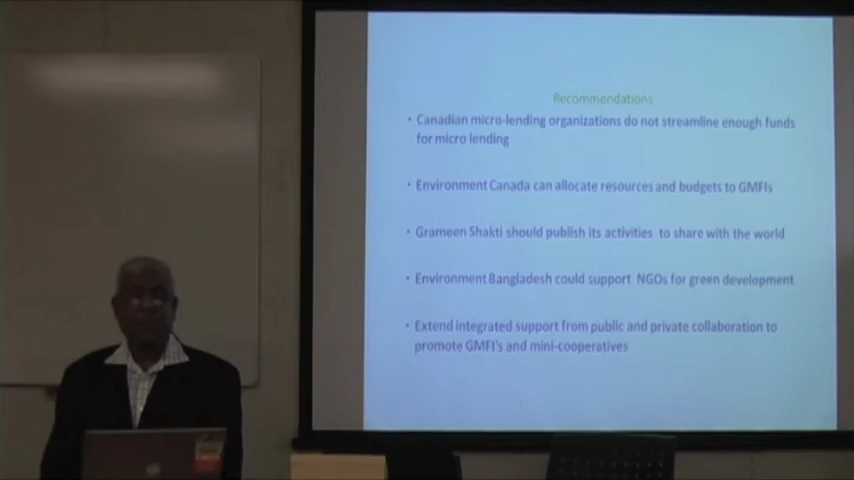 Recommendations
• Canadian micro-lending organizations do not streamline enough funds
for micro lending
• Environment Canada can allocate resources and budgets to GMFIs
• Grameen Shakti should publish its activities to share with the world
• Environment Bangladesh could support NGOs for green development
• Extend integrated support from public and private collaboration to
promote GMFI's and mini-cooperatives